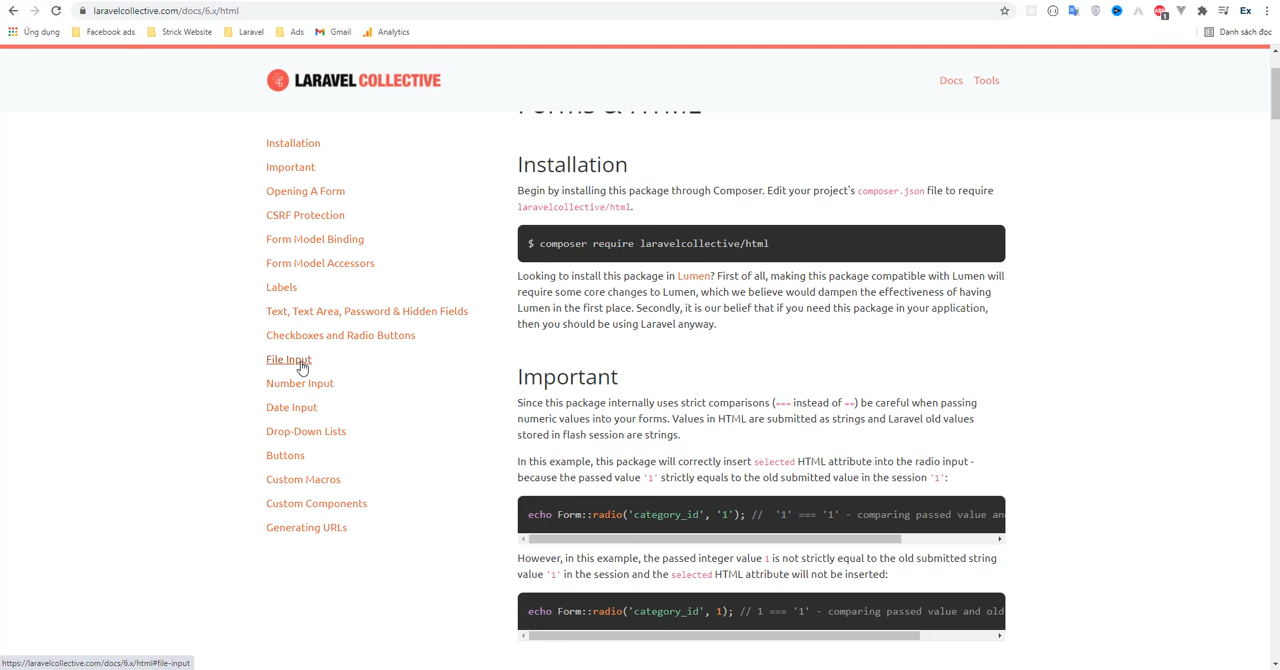 laravelcollective.com/docs/6.x/html
Ex
Ứng dụng Facebook ads Strick Website Laravel Ads Gmail Analytics Danh sách đọc
LARAVEL COLLECTIVE
Docs Tools
Forms & HTML
Installation
Important
Opening A Form
CSRF Protection
Form Model Binding
Form Model Accessors
Labels
Text, Text Area, Password & Hidden Fields
Checkboxes and Radio Buttons
File Input
Number Input
Date Input
Drop-Down Lists
Buttons
Custom Macros
Custom Components
Generating URLs
Installation
Begin by installing this package through Composer. Edit your project's composer.json file to require
laravelcollective/html.
$ composer require laravelcollective/html
Looking to install this package in Lumen? First of all, making this package compatible with Lumen will
require some core changes to Lumen, which we believe would dampen the effectiveness of having
Lumen in the first place. Secondly, it is our belief that if you need this package in your application,
then you should be using Laravel anyway.
Important
Since this package internally uses strict comparisons (=== instead of ==) be careful when passing
numeric values into your forms. Values in HTML are submitted as strings and Laravel old values
stored in flash session are strings.
In this example, this package will correctly insert selected HTML attribute into the radio input -
because the passed value '1' strictly equals to the old submitted value in the session '1':
echo Form::radio('category_id', '1'); // '1' === '1' - comparing passed value an
However, in this example, the passed integer value 1 is not strictly equal to the old submitted string
value '1' in the session and the selected HTML attribute will not be inserted:
echo Form::radio('category_id', 1); // 1 === '1' - comparing passed value and old
https://laravelcollective.com/docs/6.x/html#file-input